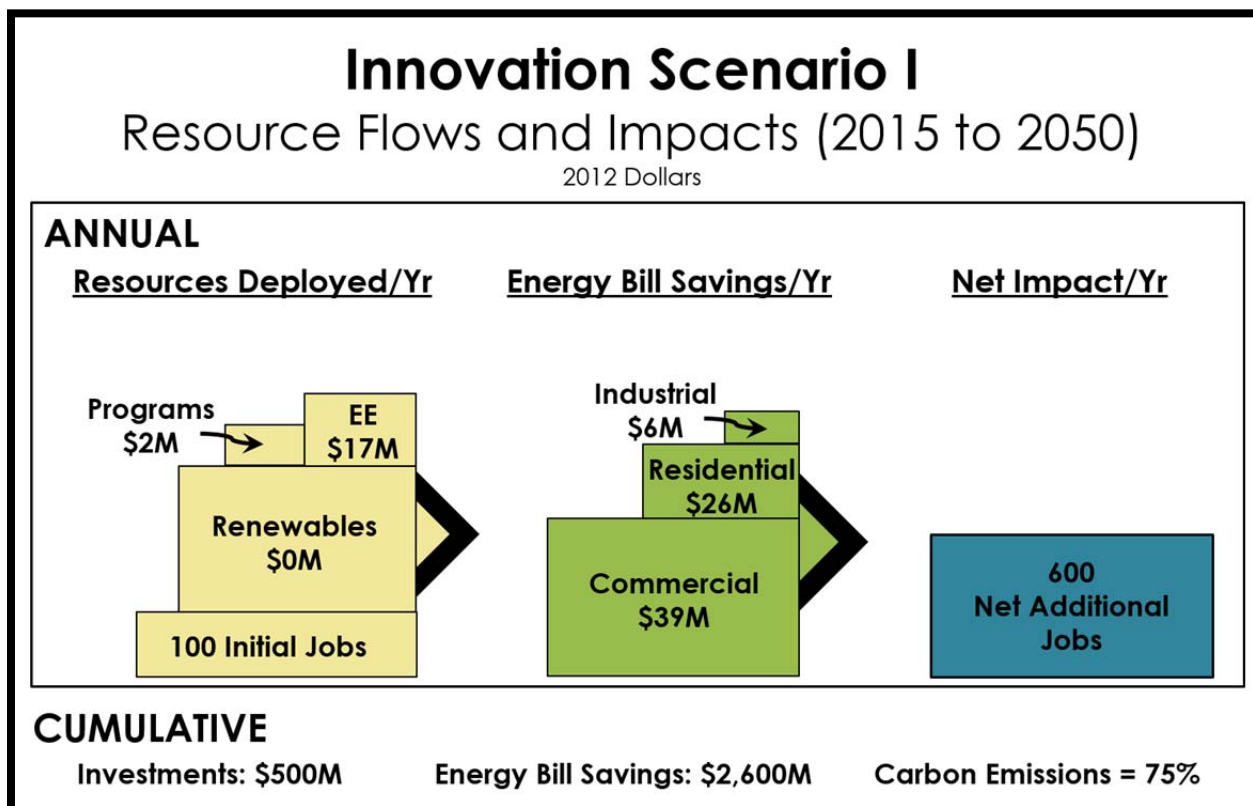 Innovation Scenario I
Resource Flows and Impacts (2015 to 2050)
2012 Dollars
ANNUAL
Resources Deployed/Yr
Programs
$2M
EE
$17M
Renewables
$0M
100 Initial Jobs
Energy Bill Savings/Yr
Industrial
$6M
Residential
$26M
Commercial
$39M
Net Impact/Yr
600
Net Additional
Jobs
CUMULATIVE
Investments: $500M
Energy Bill Savings: $2,600M
Carbon Emissions = 75%